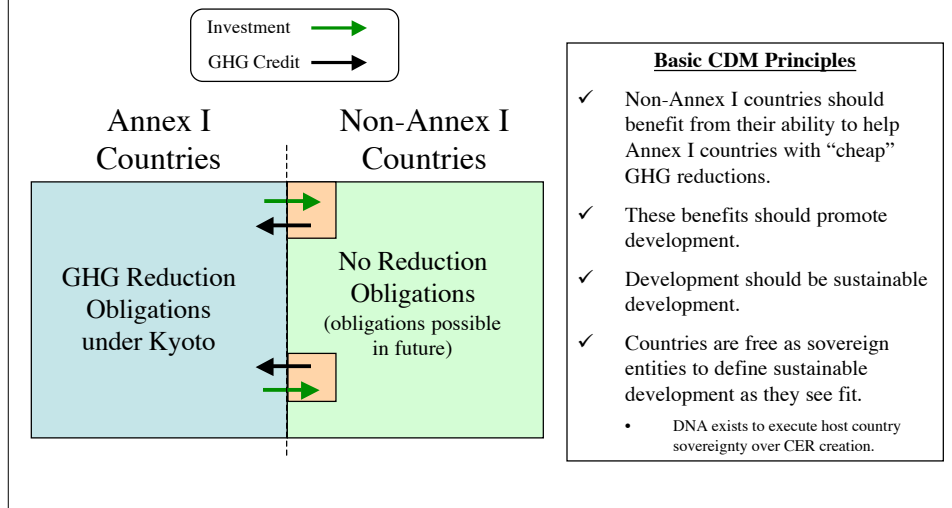 Investment
GHG Credit
Annex I
Countries
Non-Annex I
Countries
GHG Reduction
Obligations
under Kyoto
No Reduction
Obligations
(obligations possible
in future)
Basic CDM Principles
✓ Non-Annex I countries should
benefit from their ability to help
Annex I countries with “cheap”
GHG reductions.
✓ These benefits should promote
development.
✓ Development should be sustainable
development.
✓ Countries are free as sovereign
entities to define sustainable
development as they see fit.
• DNA exists to execute host country
sovereignty over CER creation.